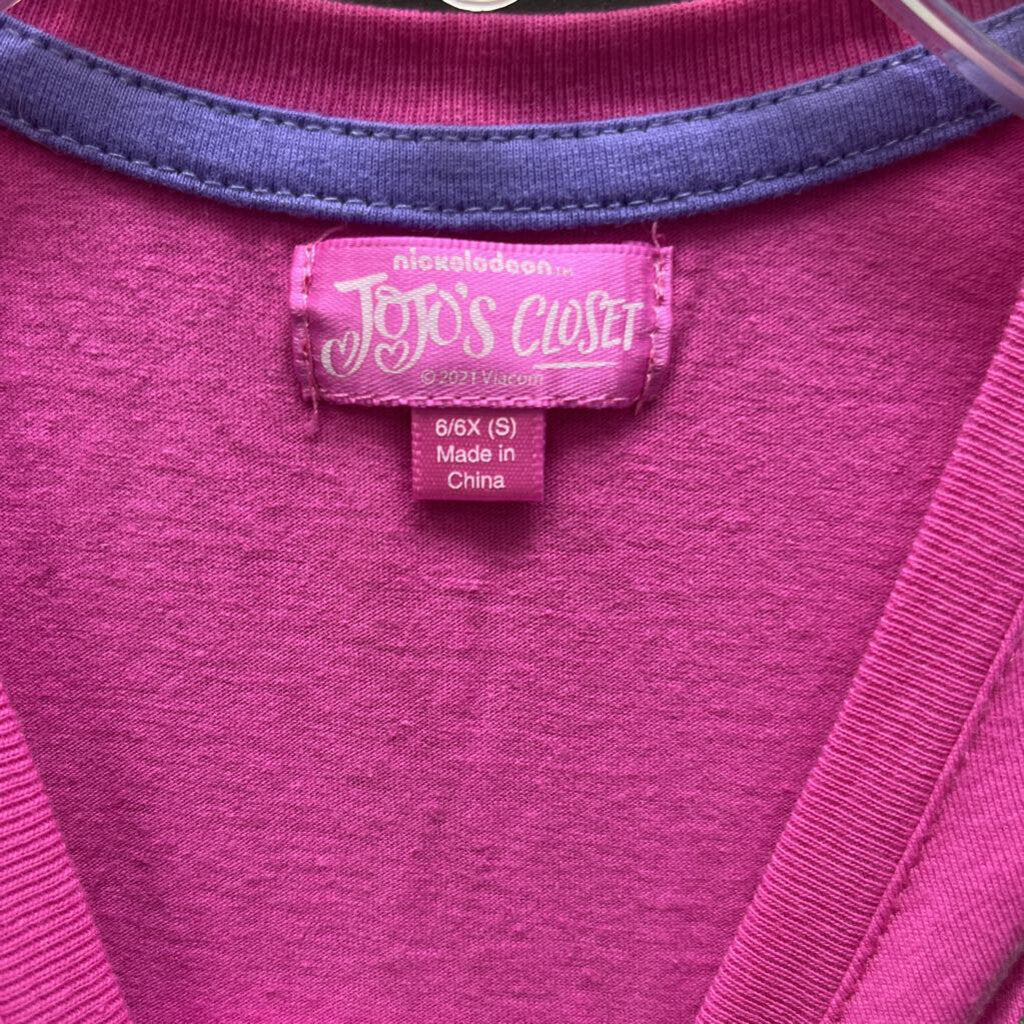 nickelodeon™
JoJo's Closet
© 2021 Viacom
6/6X (S)
Made in
China